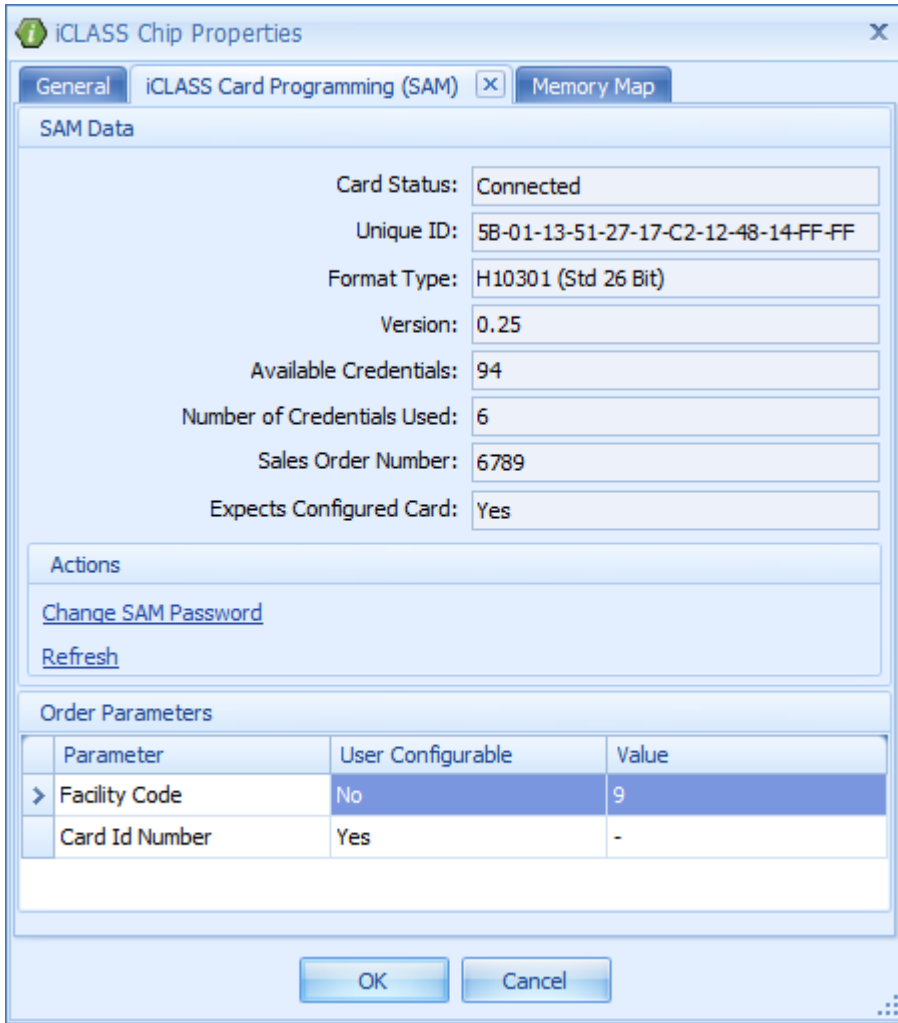 iCLASS Chip Properties
General iCLASS Card Programming (SAM) Memory Map
SAM Data
Card Status: Connected
Unique ID: 5B-01-13-51-27-17-C2-12-48-14-FF-FF
Format Type: H10301 (Std 26 Bit)
Version: 0.25
Available Credentials: 94
Number of Credentials Used: 6
Sales Order Number: 6789
Expects Configured Card: Yes
Actions
Change SAM Password
Refresh
Order Parameters
Parameter User Configurable Value
Facility Code No 9
Card Id Number Yes -
OK Cancel